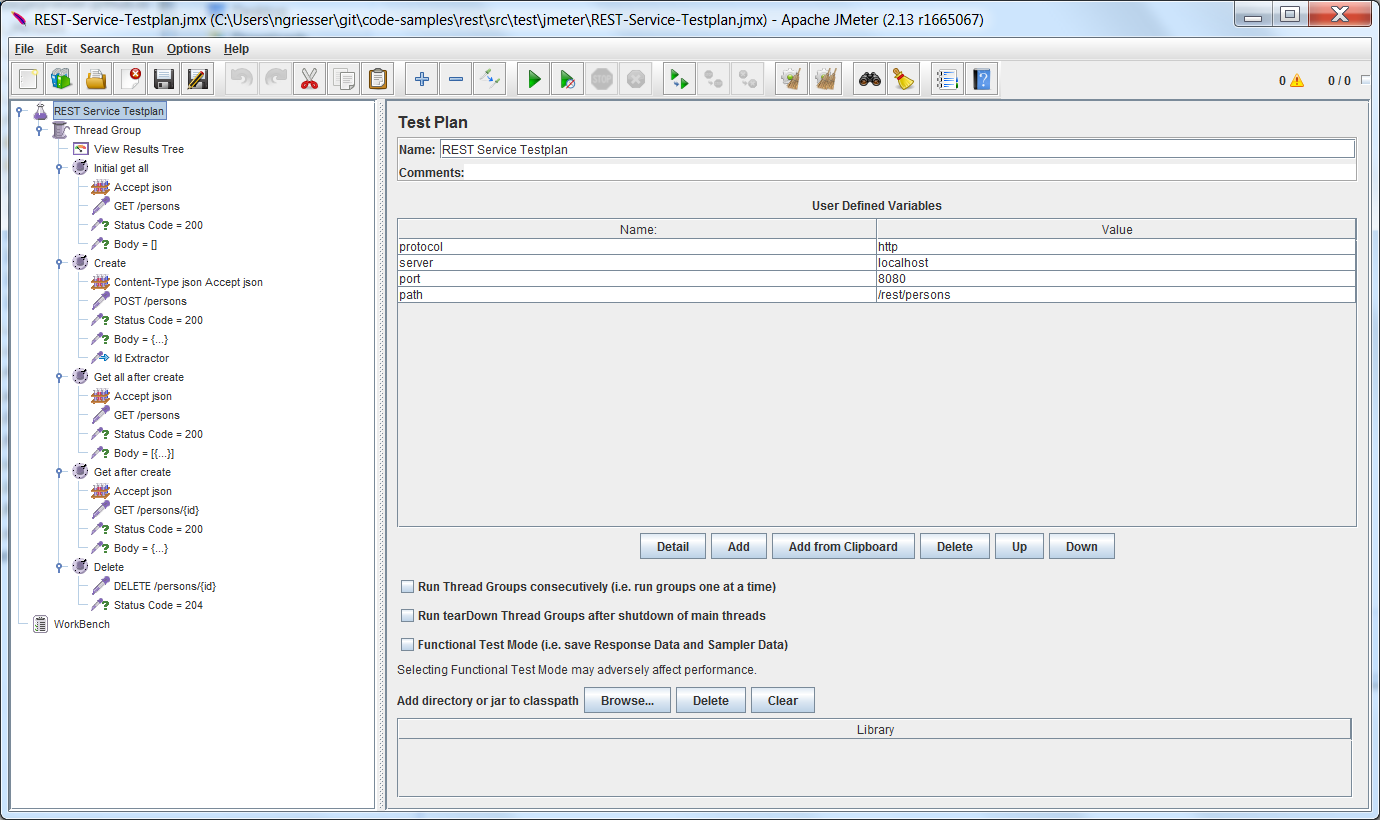 REST-Service-Testplan.jmx (C:\Users\ngriesser\git\code-samples\rest\src\test\jmeter\REST-Service-Testplan.jmx) - Apache JMeter (2.13 r1665067)
File Edit Search Run Options Help
STOP
0 0 / 0
REST Service Testplan
Thread Group
View Results Tree
Initial get all
Accept json
GET /persons
Status Code = 200
Body = []
Create
Content-Type json Accept json
POST /persons
Status Code = 200
Body = {...}
Id Extractor
Get all after create
Accept json
GET /persons
Status Code = 200
Body = [{...}]
Get after create
Accept json
GET /persons/{id}
Status Code = 200
Body = {...}
Delete
DELETE /persons/{id}
Status Code = 204
WorkBench
Test Plan
Name: REST Service Testplan
Comments:
User Defined Variables
Name: Value
protocol http
server localhost
port 8080
path /rest/persons
Detail Add Add from Clipboard Delete Up Down
Run Thread Groups consecutively (i.e. run groups one at a time)
Run tearDown Thread Groups after shutdown of main threads
Functional Test Mode (i.e. save Response Data and Sampler Data)
Selecting Functional Test Mode may adversely affect performance.
Add directory or jar to classpath Browse... Delete Clear
Library